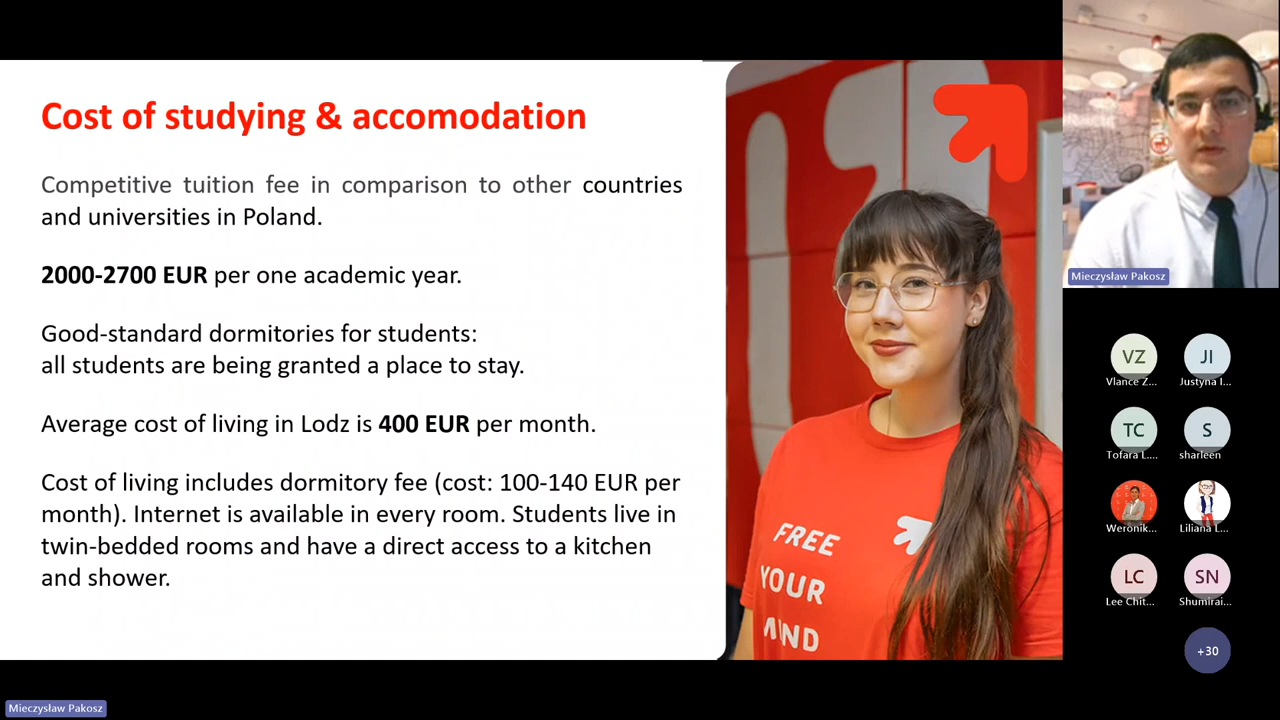 Cost of studying & accomodation
Competitive tuition fee in comparison to other countries
and universities in Poland.
2000-2700 EUR per one academic year.
Good-standard dormitories for students:
all students are being granted a place to stay.
Average cost of living in Lodz is 400 EUR per month.
Cost of living includes dormitory fee (cost: 100-140 EUR per
month). Internet is available in every room. Students live in
twin-bedded rooms and have a direct access to a kitchen
and shower.
FREE
YOUR
MIND
Mieczysław Pakosz
VZ
Vlance Z...
JI
Justyna I...
TC
Tofara L....
S
sharleen
Weronik...
Liliana L...
LC
Lee Chit...
SN
Shumirai...
+30
Mieczysław Pakosz